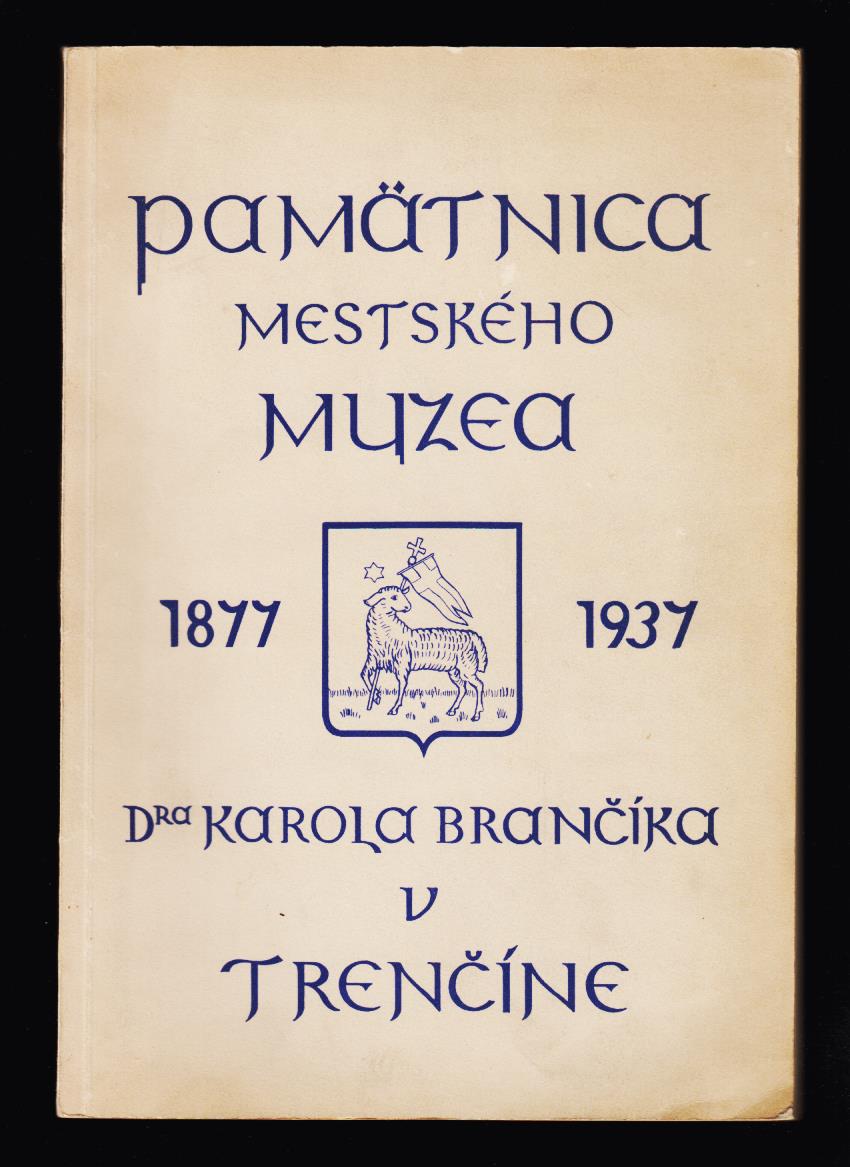 PAMÄTNICA
MESTSKÉHO
MUZEA
1877 1937
DRA KAROLA BRANČÍKA
V
TRENČÍNE